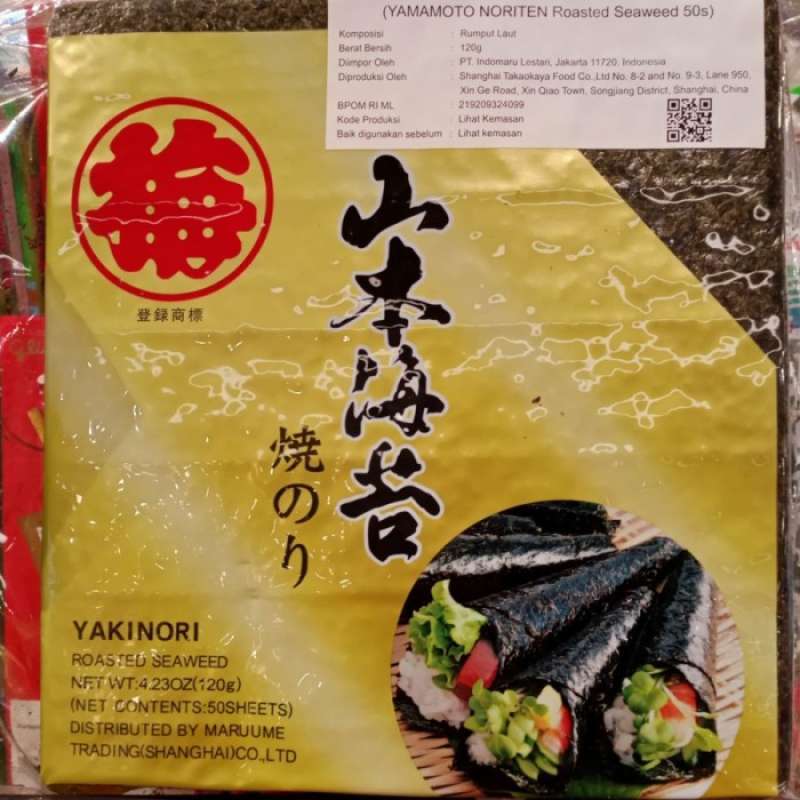 (YAMAMOTO NORITEN Roasted Seaweed 50s)
Komposisi : Rumput Laut
Berat Bersih : 120g
Diimpor Oleh : PT. Indomaru Lestari, Jakarta 11720. Indonesia
Diproduksi Oleh : Shanghai Takaokaya Food Co.,Ltd No. 8-2 and No. 9-3, Lane 950,
Xin Ge Road, Xin Qiao Town, Songjiang District, Shanghai, China
BPOM RI ML : 219209324099
Kode Produksi : Lihat Kemasan
Baik digunakan sebelum : Lihat kemasan
梅
登録商標
山本海苔
焼のり
YAKINORI
ROASTED SEAWEED
NET WT:4.23OZ(120g)
(NET CONTENTS:50SHEETS)
DISTRIBUTED BY MARUUME
TRADING(SHANGHAI)CO.,LTD